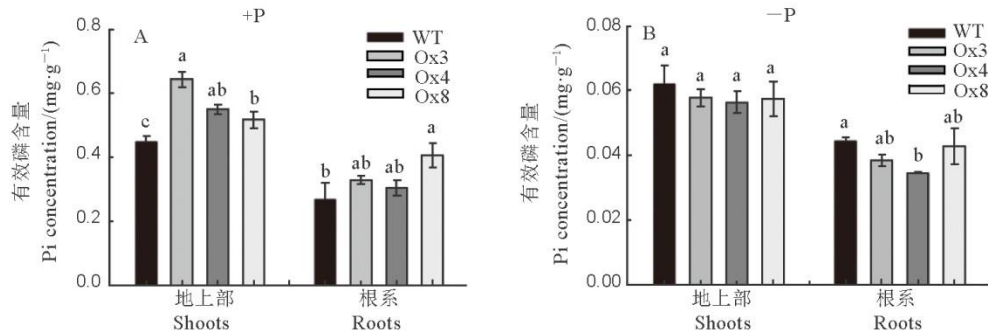 +P
A
WT
Ox3
Ox4
Ox8
有效磷含量
Pi concentration/(mg·g⁻¹)
0.8
0.6
0.4
0.2
0.0
c
a
ab
b
b
ab
ab
a
地上部
根系
Shoots
Roots
−P
B
WT
Ox3
Ox4
Ox8
有效磷含量
Pi concentration/(mg·g⁻¹)
0.08
0.06
0.04
0.02
0.00
a
a
a
a
a
ab
b
ab
地上部
根系
Shoots
Roots